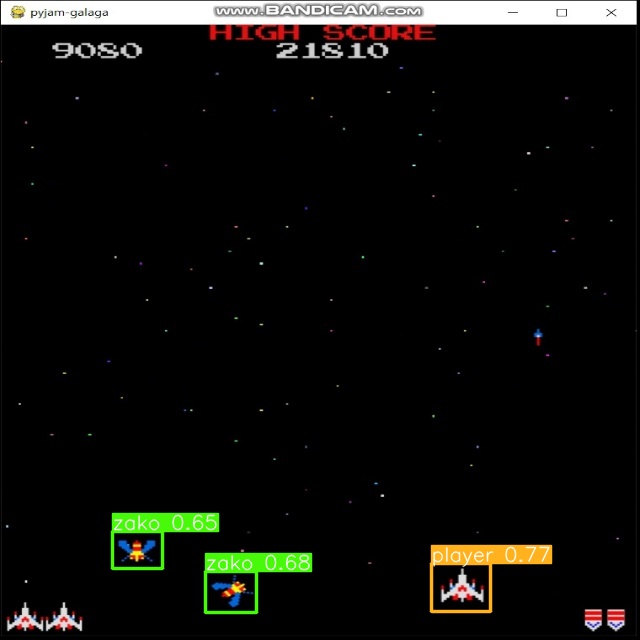 www.BANDICAM.com
pyjam-galaga
HIGH SCORE
9080 21810
zako 0.65
zako 0.68
player 0.77